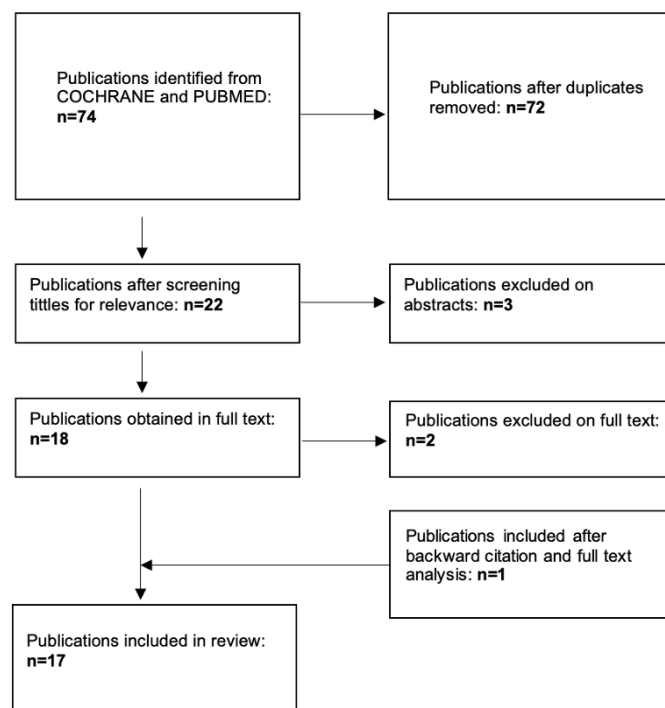 Publications identified from
COCHRANE and PUBMED:
n=74
Publications after duplicates
removed: n=72
Publications after screening
tittles for relevance: n=22
Publications excluded on
abstracts: n=3
Publications obtained in full text:
n=18
Publications excluded on full text:
n=2
Publications included after
backward citation and full text
analysis: n=1
Publications included in review:
n=17